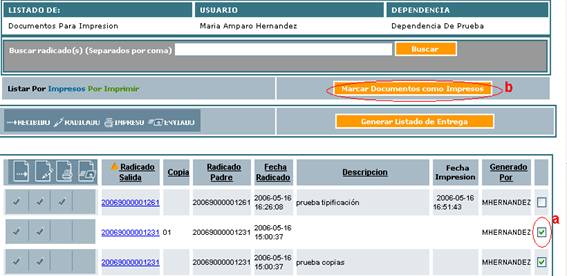 LISTADO DE: USUARIO DEPENDENCIA
Documentos Para Impresion Maria Amparo Hernandez Dependencia De Prueba
Buscar radicado(s) (Separados por coma) Buscar
Listar Por Impresos Por Imprimir Marcar Documentos como Impresos b
RECIBIDO RADICADO IMPRESO ENVIADO Generar Listado de Entrega
Radicado Salida Copia Radicado Padre Fecha Radicado Descripcion Fecha Impresion Generado Por
20069000001261 20069000001261 2006-05-16 16:26:08 prueba tipificación 2006-05-16 16:51:43 MHERNANDEZ
a
20069000001231 01 20069000001231 2006-05-16 15:00:37 MHERNANDEZ
20069000001231 20069000001231 2006-05-16 15:00:37 prueba copias MHERNANDEZ